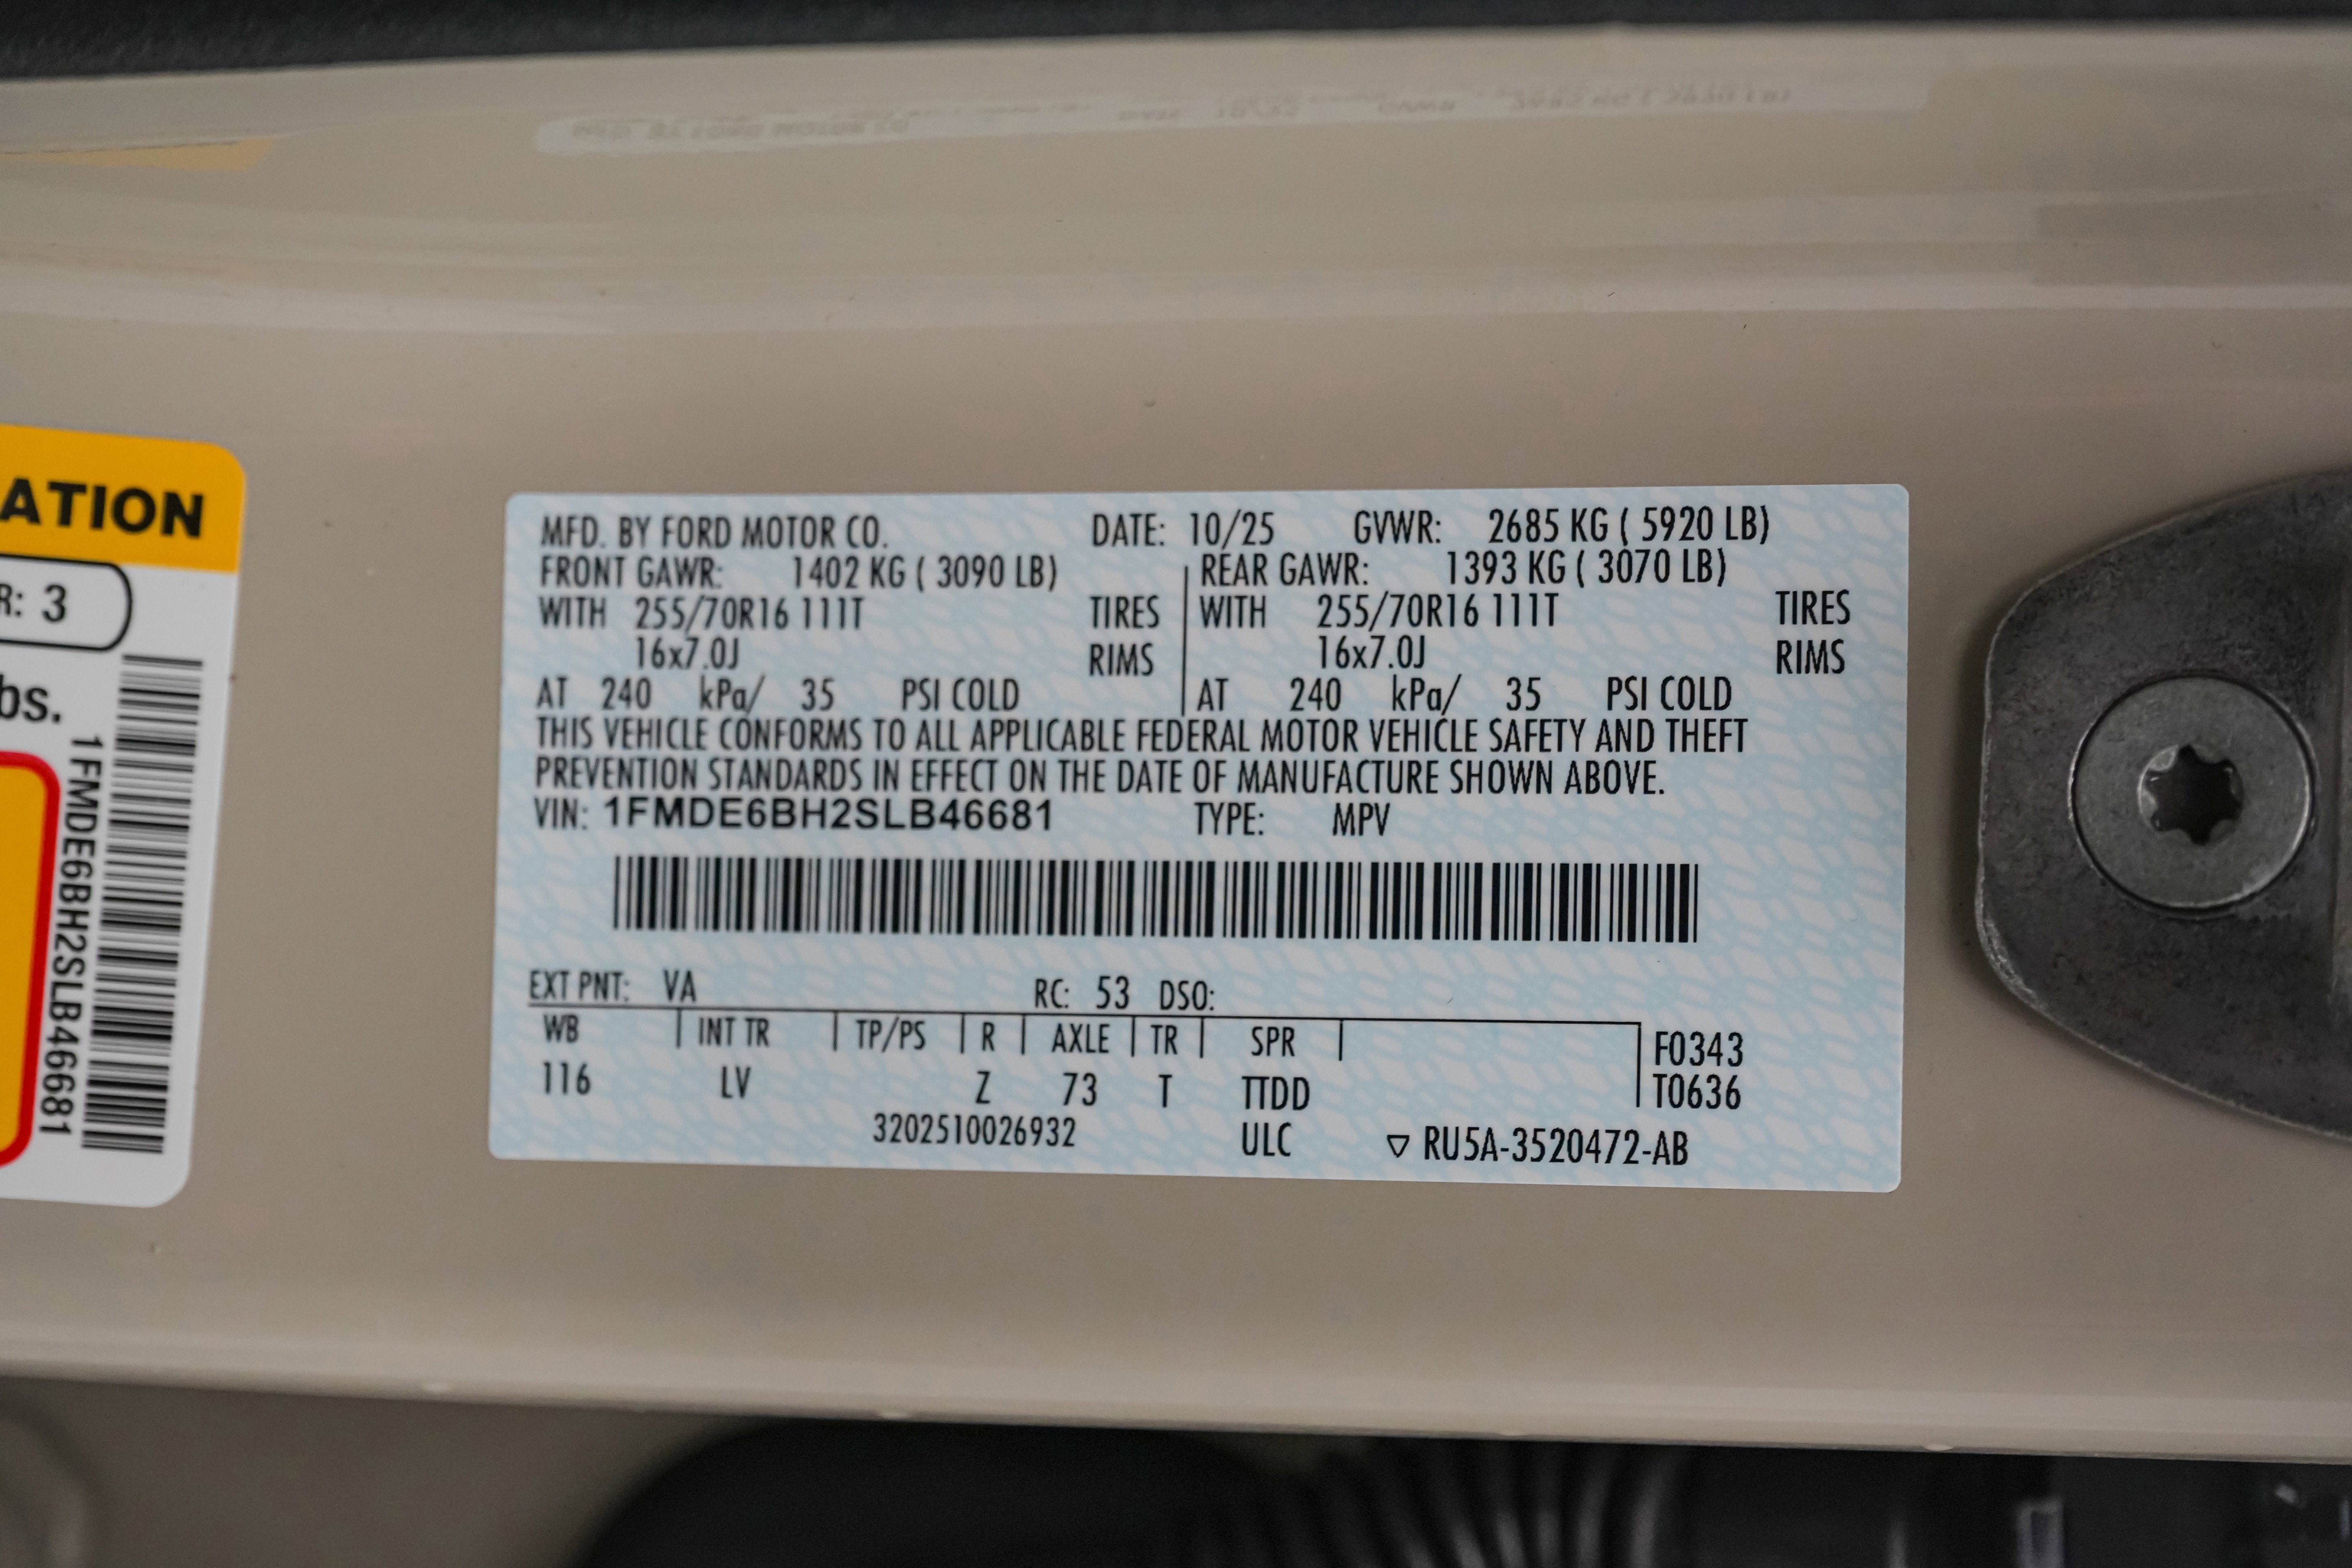 ATION
R: 3
bs.
1FMDE6BH2SLB46681
MFD. BY FORD MOTOR CO. DATE: 10/25 GVWR: 2685 KG ( 5920 LB)
FRONT GAWR: 1402 KG ( 3090 LB) REAR GAWR: 1393 KG ( 3070 LB)
WITH 255/70R16 111T TIRES WITH 255/70R16 111T TIRES
16x7.0J RIMS 16x7.0J RIMS
AT 240 kPa/ 35 PSI COLD AT 240 kPa/ 35 PSI COLD
THIS VEHICLE CONFORMS TO ALL APPLICABLE FEDERAL MOTOR VEHICLE SAFETY AND THEFT
PREVENTION STANDARDS IN EFFECT ON THE DATE OF MANUFACTURE SHOWN ABOVE.
VIN: 1FMDE6BH2SLB46681 TYPE: MPV
EXT PNT: VA RC: 53 DSO:
WB INT TR TP/PS R AXLE TR SPR F0343
116 LV Z 73 T TTDD T0636
3202510026932 ULC ▽ RU5A-3520472-AB